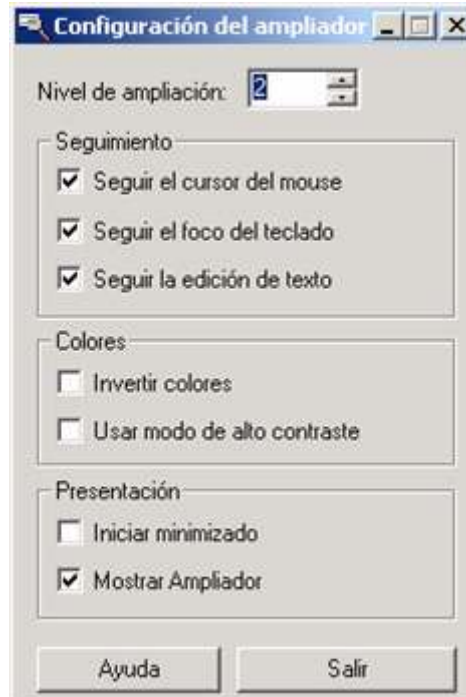 Configuración del ampliador
Nivel de ampliación: 2
Seguimiento
Seguir el cursor del mouse
Seguir el foco del teclado
Seguir la edición de texto
Colores
Invertir colores
Usar modo de alto contraste
Presentación
Iniciar minimizado
Mostrar Ampliador
Ayuda Salir